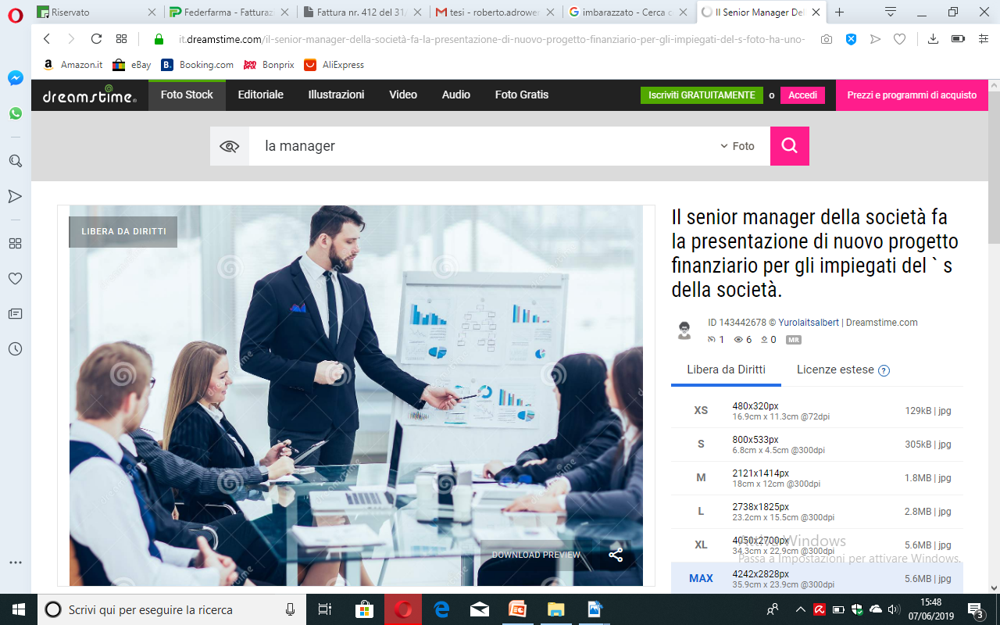 Riservato
Federfarma - Fatturaz
Fattura nr. 412 del 31/
tesi - roberto.adrower
imbarazzato - Cerca c
Il Senior Manager Del
it.dreamstime.com/il-senior-manager-della-società-fa-la-presentazione-di-nuovo-progetto-finanziario-per-gli-impiegati-del-s-foto-ha-uno-
Amazon.it
eBay
B. Booking.com
bon prix Bonprix
AliExpress
dreamstime
Foto Stock
Editoriale
Illustrazioni
Video
Audio
Foto Gratis
Iscriviti GRATUITAMENTE
o
Accedi
Prezzi e programmi di acquisto
la manager
Foto
LIBERA DA DIRITTI
DOWNLOAD PREVIEW
Il senior manager della società fa
la presentazione di nuovo progetto
finanziario per gli impiegati del ` s
della società.
ID 143442678 © Yurolaitsalbert | Dreamstime.com
1 6 0 MR
Libera da Diritti
Licenze estese ?
XS 480x320px 129kB | jpg
16.9cm x 11.3cm @72dpi
S 800x533px 305kB | jpg
6.8cm x 4.5cm @300dpi
M 2121x1414px 1.8MB | jpg
18cm x 12cm @300dpi
L 2738x1825px 2.8MB | jpg
23.2cm x 15.5cm @300dpi
XL 4050x2700px 5.6MB | jpg
34.3cm x 22.9cm @300dpi
Attiva Windows
Passa a Impostazioni per attivare Windows.
MAX 4242x2828px 5.6MB | jpg
35.9cm x 23.9cm @300dpi
Scrivi qui per eseguire la ricerca
15:48
07/06/2019
3